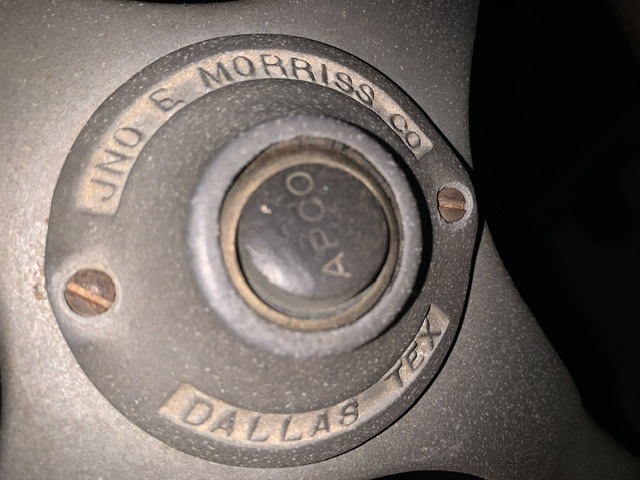 JNO E MORRISS CO
APCO
DALLAS TEX